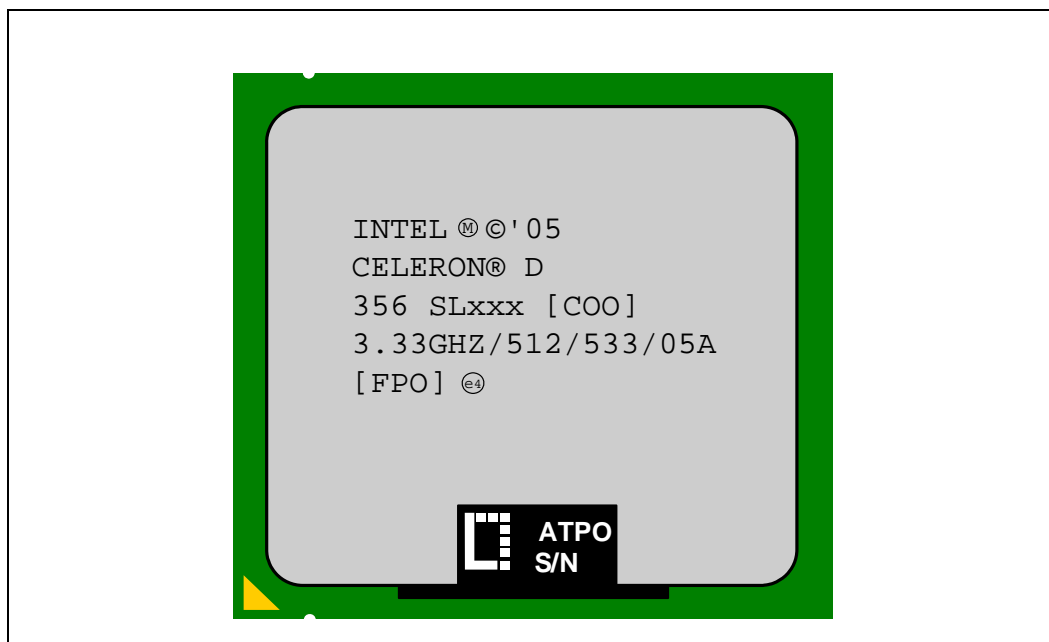 INTEL Ⓜ ©'05
CELERON® D
356 SLxxx [COO]
3.33GHZ/512/533/05A
[FPO] ⓔ4
ATPO
S/N